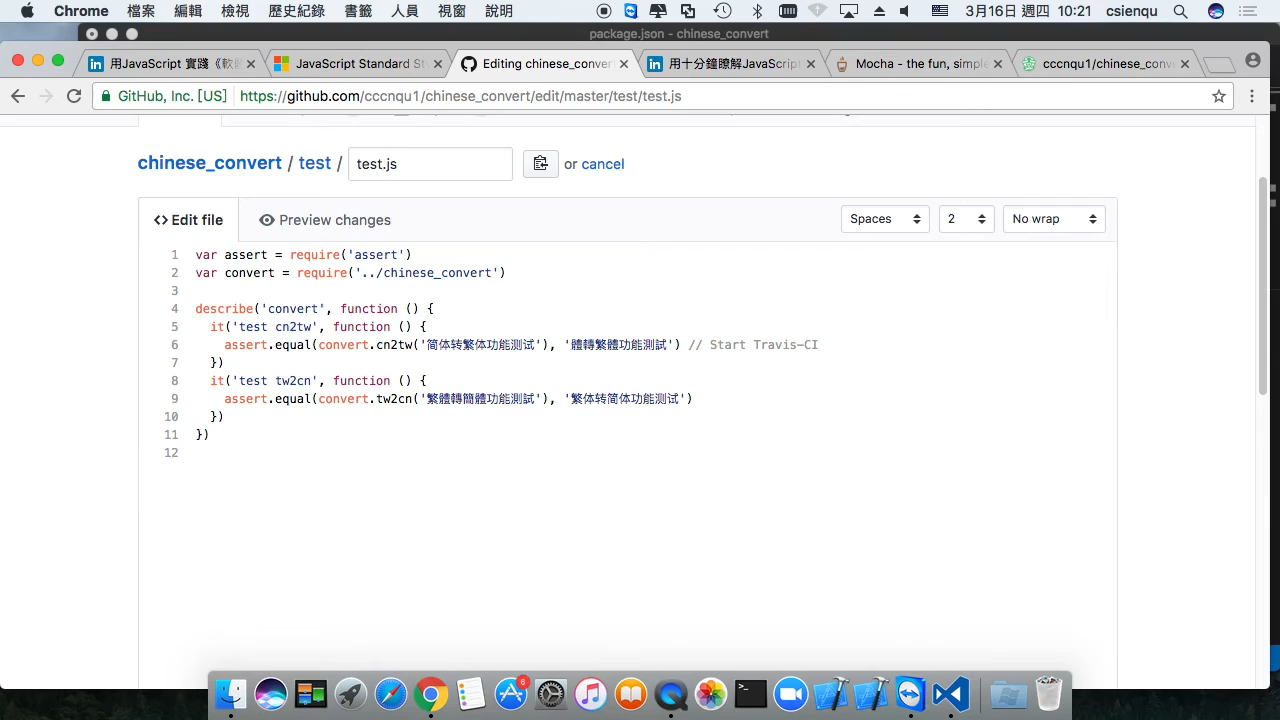 Chrome 檔案 編輯 檢視 歷史紀錄 書籤 人員 視窗 說明 3月16日 週四 10:21 csienqu
package.json - chinese_convert
用JavaScript 實踐《軟體 JavaScript Standard St Editing chinese_conver 用十分鐘瞭解JavaScrip Mocha - the fun, simple cccnqu1/chinese_conve
GitHub, Inc. [US] https://github.com/cccnqu1/chinese_convert/edit/master/test/test.js
chinese_convert / test / test.js or cancel
<> Edit file Preview changes Spaces 2 No wrap
1 var assert = require('assert')
2 var convert = require('../chinese_convert')
3
4 describe('convert', function () {
5 it('test cn2tw', function () {
6 assert.equal(convert.cn2tw('简体转繁体功能测试'), '體轉繁體功能測試') // Start Travis-CI
7 })
8 it('test tw2cn', function () {
9 assert.equal(convert.tw2cn('繁體轉簡體功能測試'), '繁体转简体功能测试')
10 })
11 })
12
6